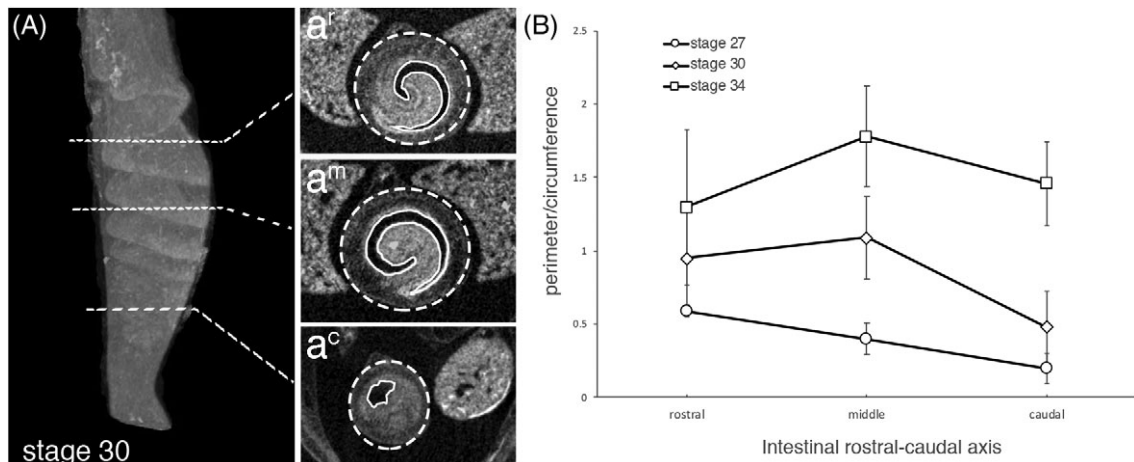 (A)
a^r
a^m
a^c
stage 30
(B)
stage 27
stage 30
stage 34
2.5
2
1.5
1
0.5
0
perimeter/circumference
rostral
middle
caudal
Intestinal rostral-caudal axis